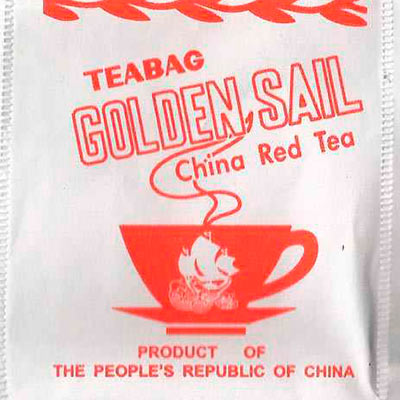 TEABAG
GOLDEN SAIL
China Red Tea
PRODUCT OF
THE PEOPLE'S REPUBLIC OF CHINA